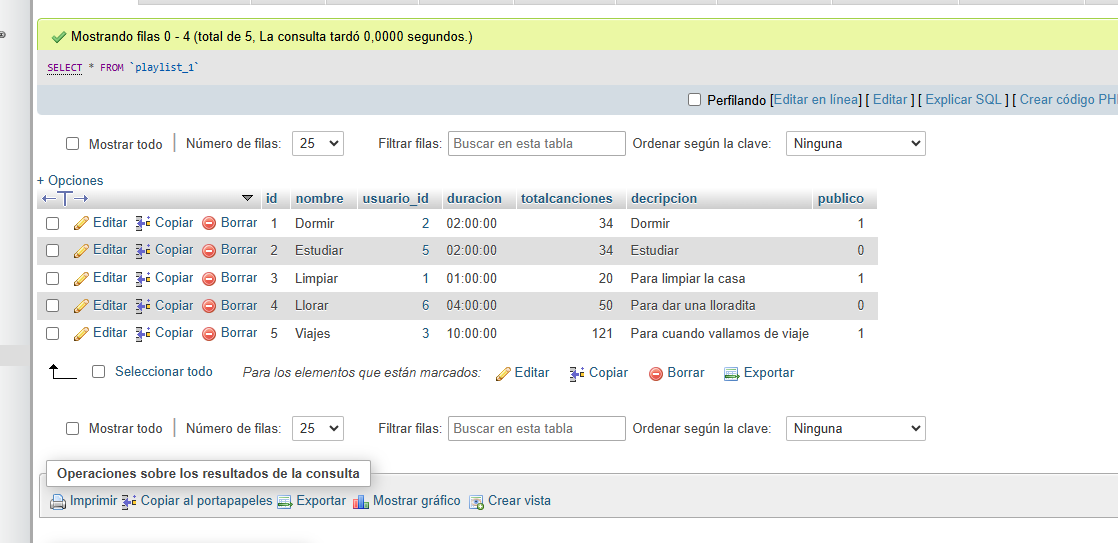 Mostrando filas 0 - 4 (total de 5, La consulta tardó 0,0000 segundos.)
SELECT * FROM `playlist_1`
Perfilando [Editar en línea] [ Editar ] [ Explicar SQL ] [ Crear código PH
Mostrar todo Número de filas: 25 Filtrar filas: Buscar en esta tabla Ordenar según la clave: Ninguna
+ Opciones
←T→ id nombre usuario_id duracion totalcanciones decripcion publico
Editar Copiar Borrar 1 Dormir 2 02:00:00 34 Dormir 1
Editar Copiar Borrar 2 Estudiar 5 02:00:00 34 Estudiar 0
Editar Copiar Borrar 3 Limpiar 1 01:00:00 20 Para limpiar la casa 1
Editar Copiar Borrar 4 Llorar 6 04:00:00 50 Para dar una lloradita 0
Editar Copiar Borrar 5 Viajes 3 10:00:00 121 Para cuando vallamos de viaje 1
Seleccionar todo Para los elementos que están marcados: Editar Copiar Borrar Exportar
Mostrar todo Número de filas: 25 Filtrar filas: Buscar en esta tabla Ordenar según la clave: Ninguna
Operaciones sobre los resultados de la consulta
Imprimir Copiar al portapapeles Exportar Mostrar gráfico Crear vista